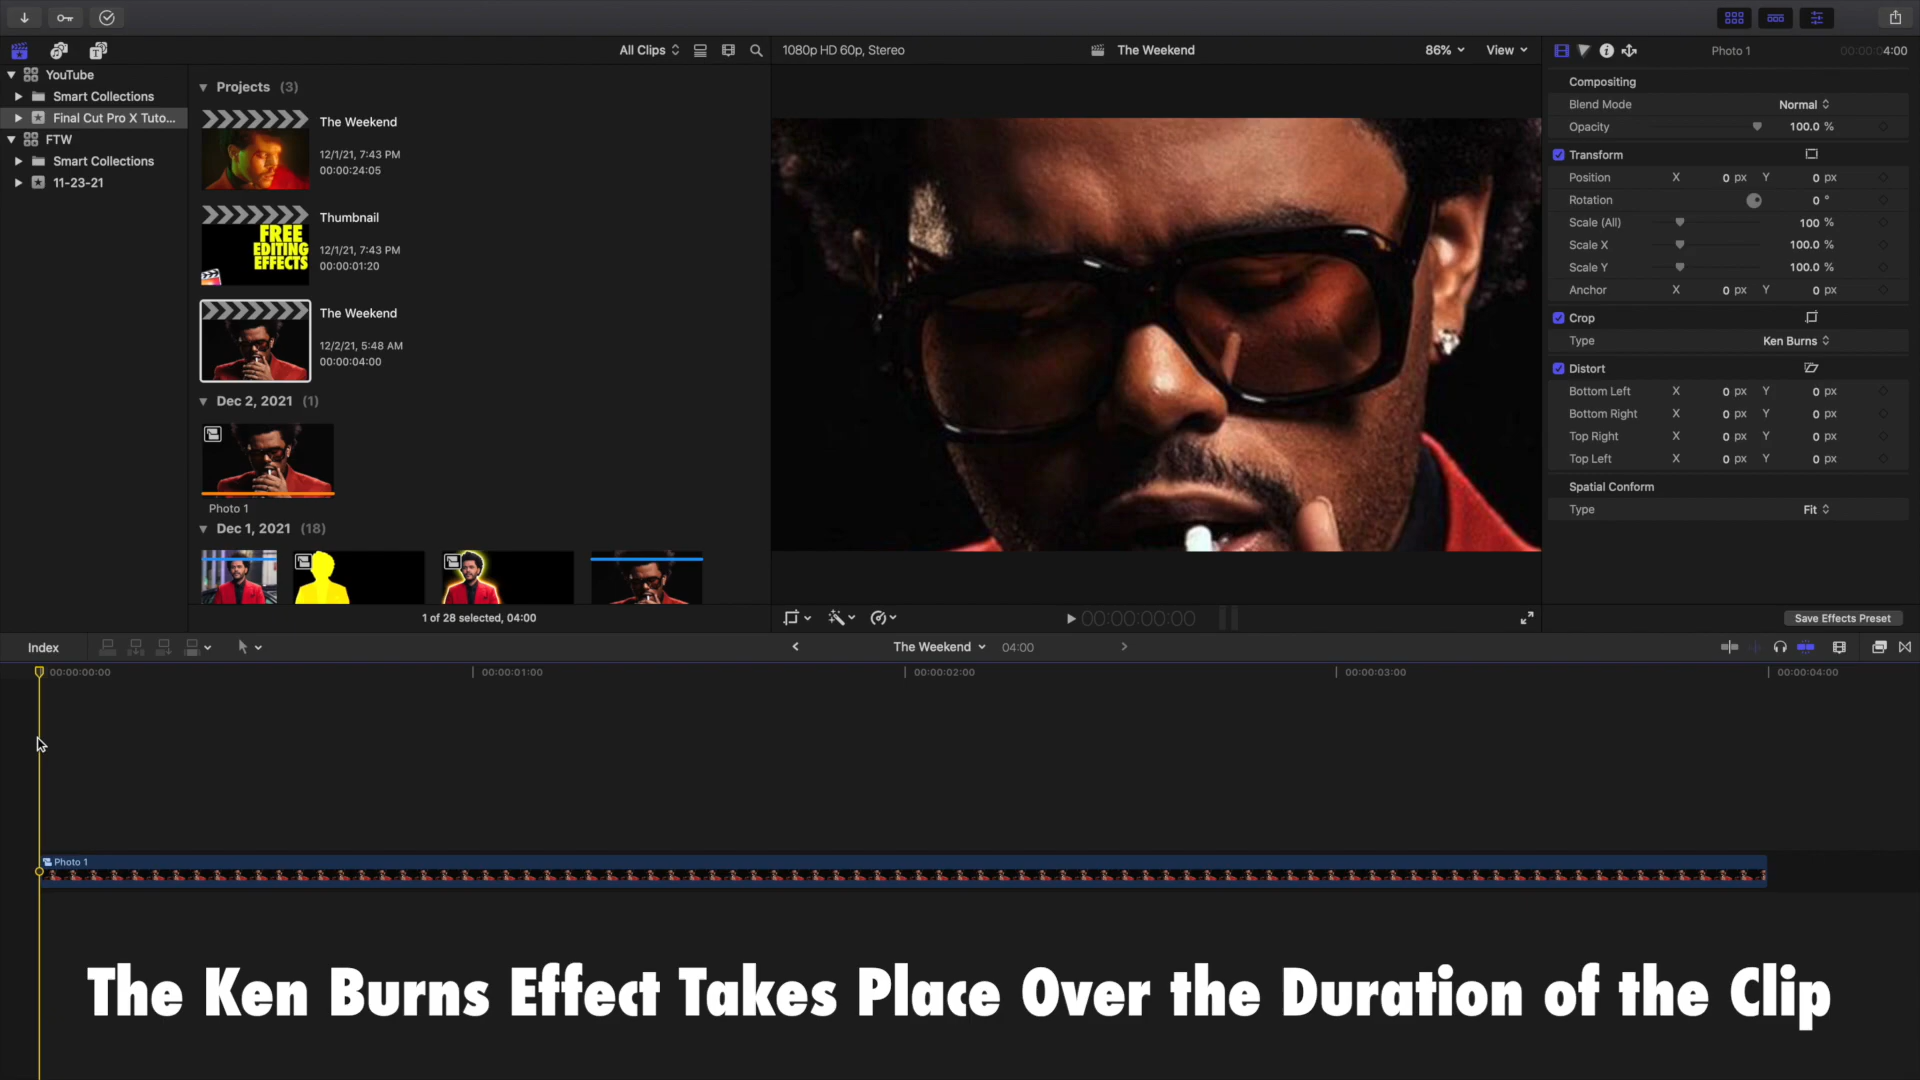 All Clips
1080p HD 60p, Stereo
The Weekend
86%
View
Photo 1
00:00:04:00
YouTube
Smart Collections
Final Cut Pro X Tuto...
FTW
Smart Collections
11-23-21
Projects (3)
The Weekend
12/1/21, 7:43 PM
00:00:24:05
FREE
EDITING
EFFECTS
Thumbnail
12/1/21, 7:43 PM
00:00:01:20
The Weekend
12/2/21, 5:48 AM
00:00:04:00
Dec 2, 2021 (1)
Photo 1
Dec 1, 2021 (18)
1 of 28 selected, 04:00
00:00:00:00
Compositing
Blend Mode Normal
Opacity 100.0 %
Transform
Position X 0 px Y 0 px
Rotation 0 °
Scale (All) 100 %
Scale X 100.0 %
Scale Y 100.0 %
Anchor X 0 px Y 0 px
Crop
Type Ken Burns
Distort
Bottom Left X 0 px Y 0 px
Bottom Right X 0 px Y 0 px
Top Right X 0 px Y 0 px
Top Left X 0 px Y 0 px
Spatial Conform
Type Fit
Save Effects Preset
Index
The Weekend 04:00
00:00:00:00 00:00:01:00 00:00:02:00 00:00:03:00 00:00:04:00
Photo 1
The Ken Burns Effect Takes Place Over the Duration of the Clip